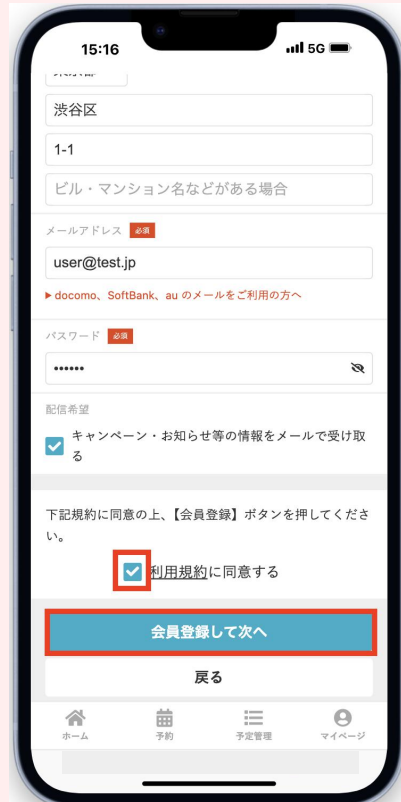 15:16
5G
渋谷区
1-1
ビル・マンション名などがある場合
メールアドレス 必須
user@test.jp
▶docomo、SoftBank、au のメールをご利用の方へ
パスワード 必須
••••••
配信希望
キャンペーン・お知らせ等の情報をメールで受け取
る
下記規約に同意の上、【会員登録】ボタンを押してくださ
い。
利用規約に同意する
会員登録して次へ
戻る
ホーム 予約 予定管理 マイページ